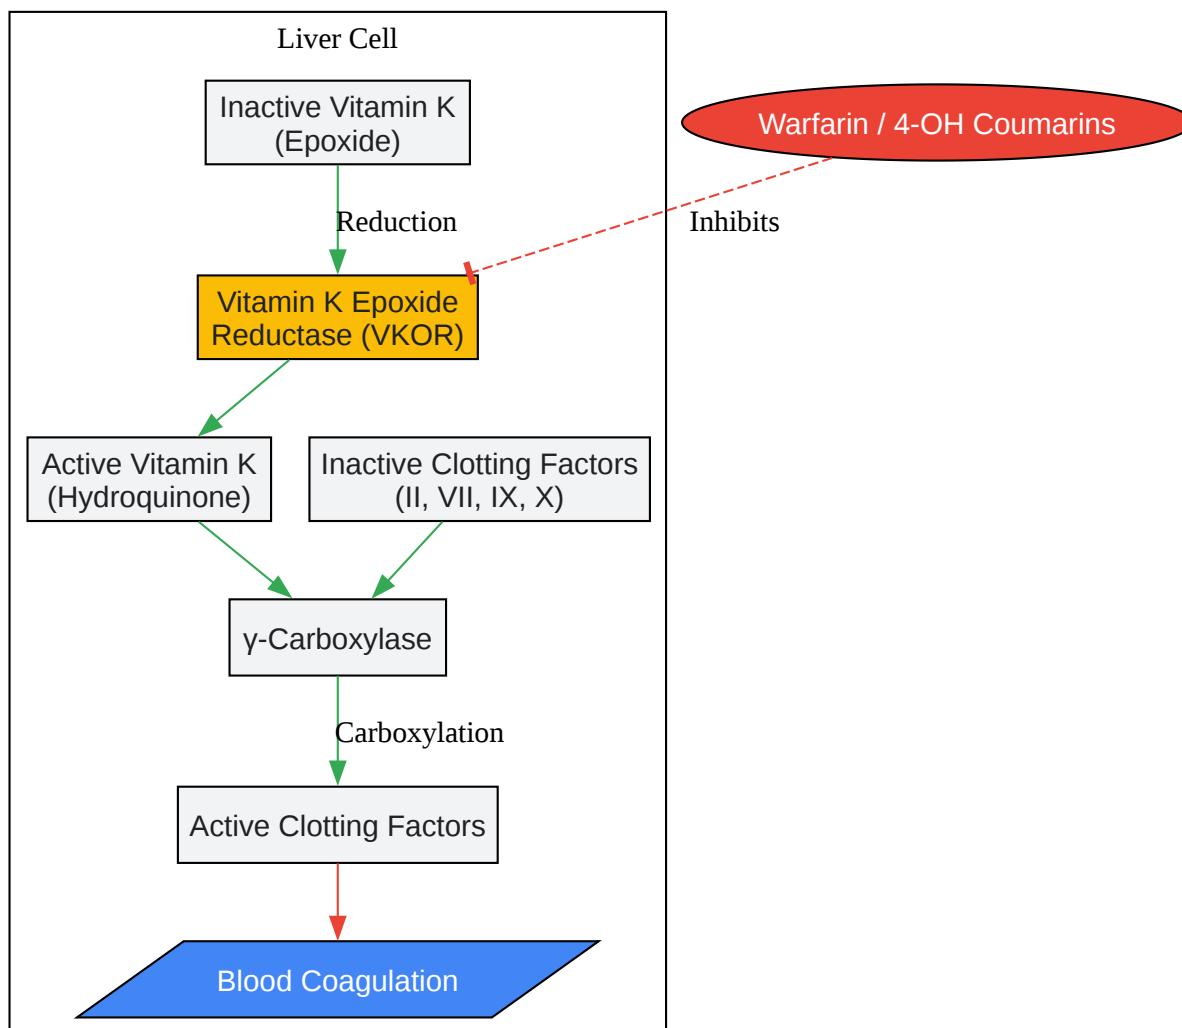 Liver Cell
Inactive Vitamin K
(Epoxide)
Warfarin / 4-OH Coumarins
Reduction
Inhibits
Vitamin K Epoxide
Reductase (VKOR)
Active Vitamin K
(Hydroquinone)
Inactive Clotting Factors
(II, VII, IX, X)
γ-Carboxylase
Carboxylation
Active Clotting Factors
Blood Coagulation